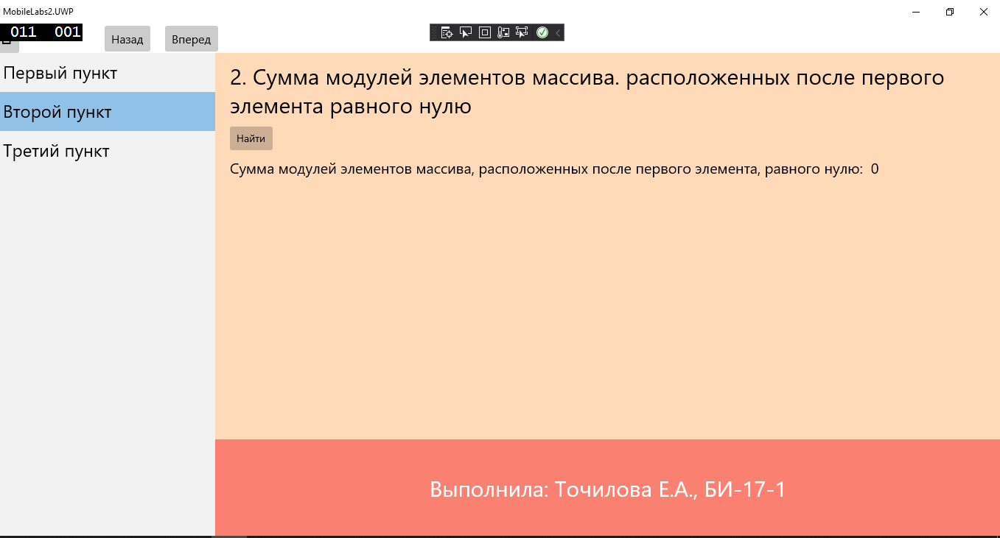 MobileLabs2.UWP
011 001
Назад Вперед
Первый пункт
Второй пункт
Третий пункт
2. Сумма модулей элементов массива. расположенных после первого
элемента равного нулю
Найти
Сумма модулей элементов массива, расположенных после первого элемента, равного нулю: 0
Выполнила: Точилова Е.А., БИ-17-1